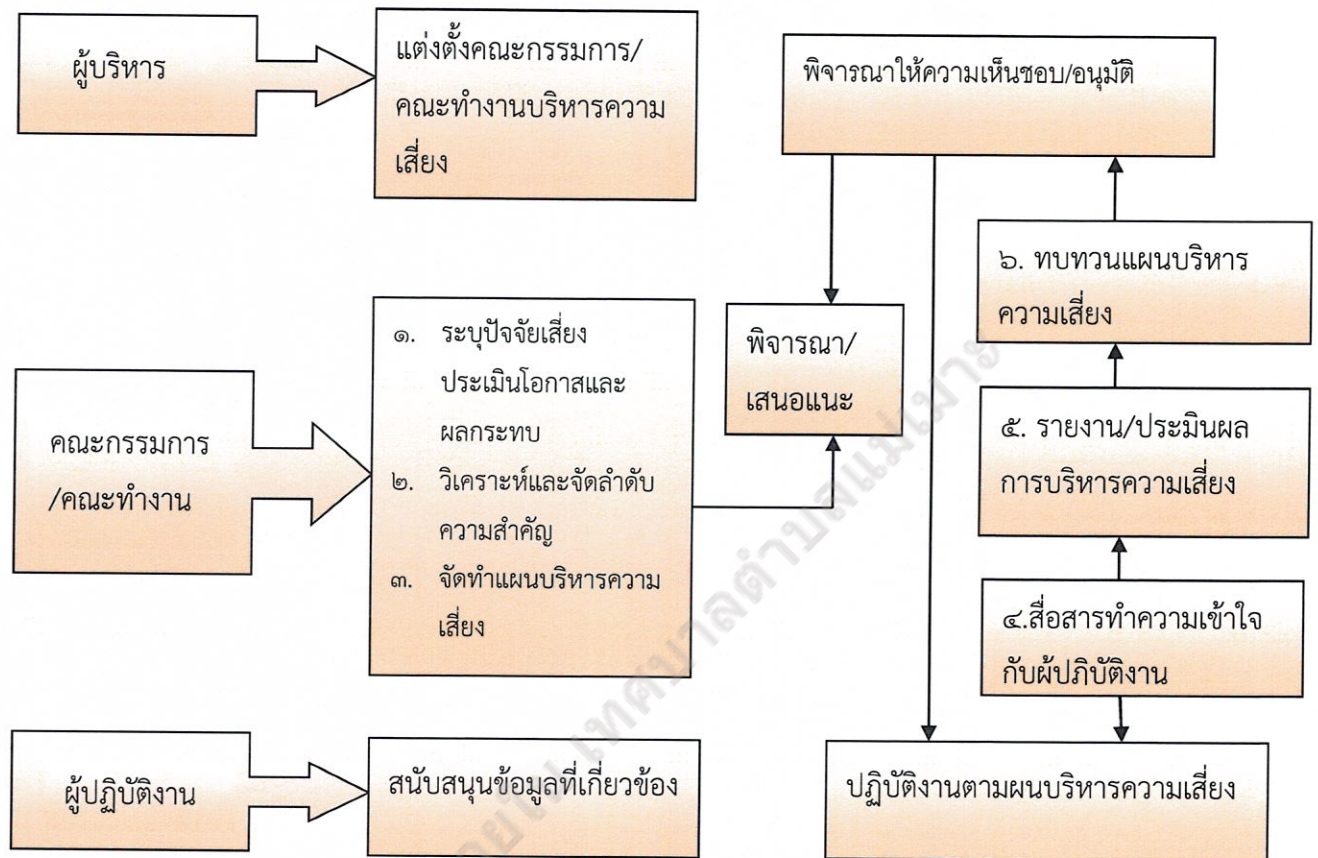 ผู้บริหาร
แต่งตั้งคณะกรรมการ/
คณะทำงานบริหารความ
เสี่ยง
พิจารณาให้ความเห็นชอบ/อนุมัติ
๖. ทบทวนแผนบริหาร
ความเสี่ยง
คณะกรรมการ
/คณะทำงาน
๑. ระบุปัจจัยเสี่ยง
ประเมินโอกาสและ
ผลกระทบ
๒. วิเคราะห์และจัดลำดับ
ความสำคัญ
๓. จัดทำแผนบริหารความ
เสี่ยง
พิจารณา/
เสนอแนะ
๕. รายงาน/ประมินผล
การบริหารความเสี่ยง
๔.สื่อสารทำความเข้าใจ
กับผ้ปภิบัติงาน
ผู้ปฏิบัติงาน
สนับสนุนข้อมูลที่เกี่ยวข้อง
ปฏิบัติงานตามผนบริหารความเสี่ยง
เทศบาลตำบลแม่เมาะ